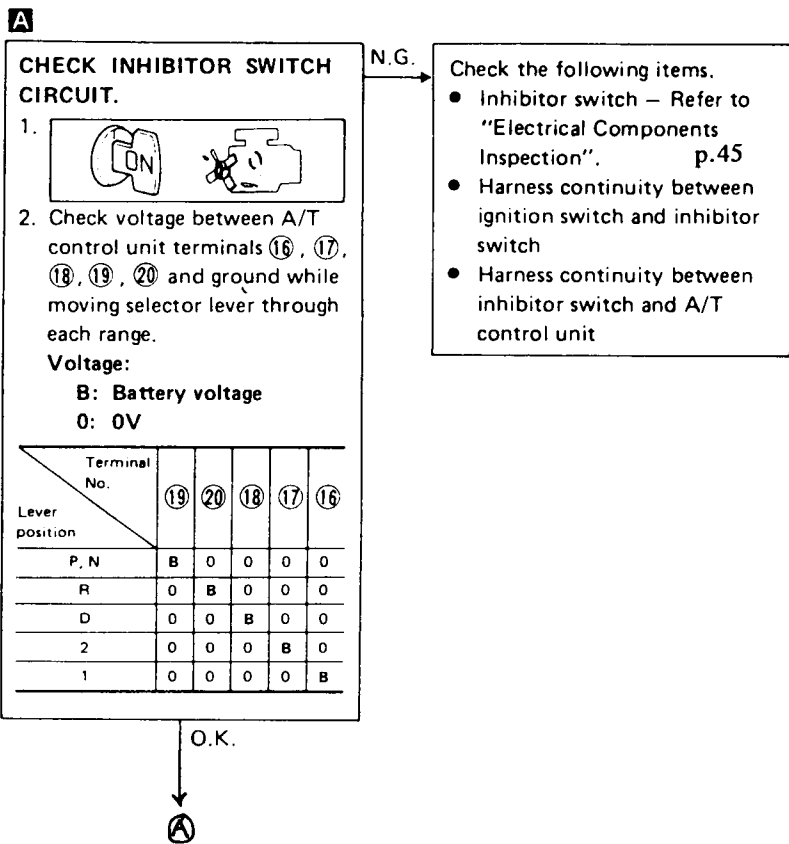 A
CHECK INHIBITOR SWITCH
CIRCUIT.
1.
ON
2. Check voltage between A/T
control unit terminals ⑯, ⑰,
⑱, ⑲, ⑳ and ground while
moving selector lever through
each range.
Voltage:
B: Battery voltage
0: 0V
Terminal
No.
Lever
position
⑲ ⑳ ⑱ ⑰ ⑯
P, N B 0 0 0 0
R 0 B 0 0 0
D 0 0 B 0 0
2 0 0 0 B 0
1 0 0 0 0 B
O.K.
A
N.G.
Check the following items.
● Inhibitor switch – Refer to
"Electrical Components
Inspection". p.45
● Harness continuity between
ignition switch and inhibitor
switch
● Harness continuity between
inhibitor switch and A/T
control unit